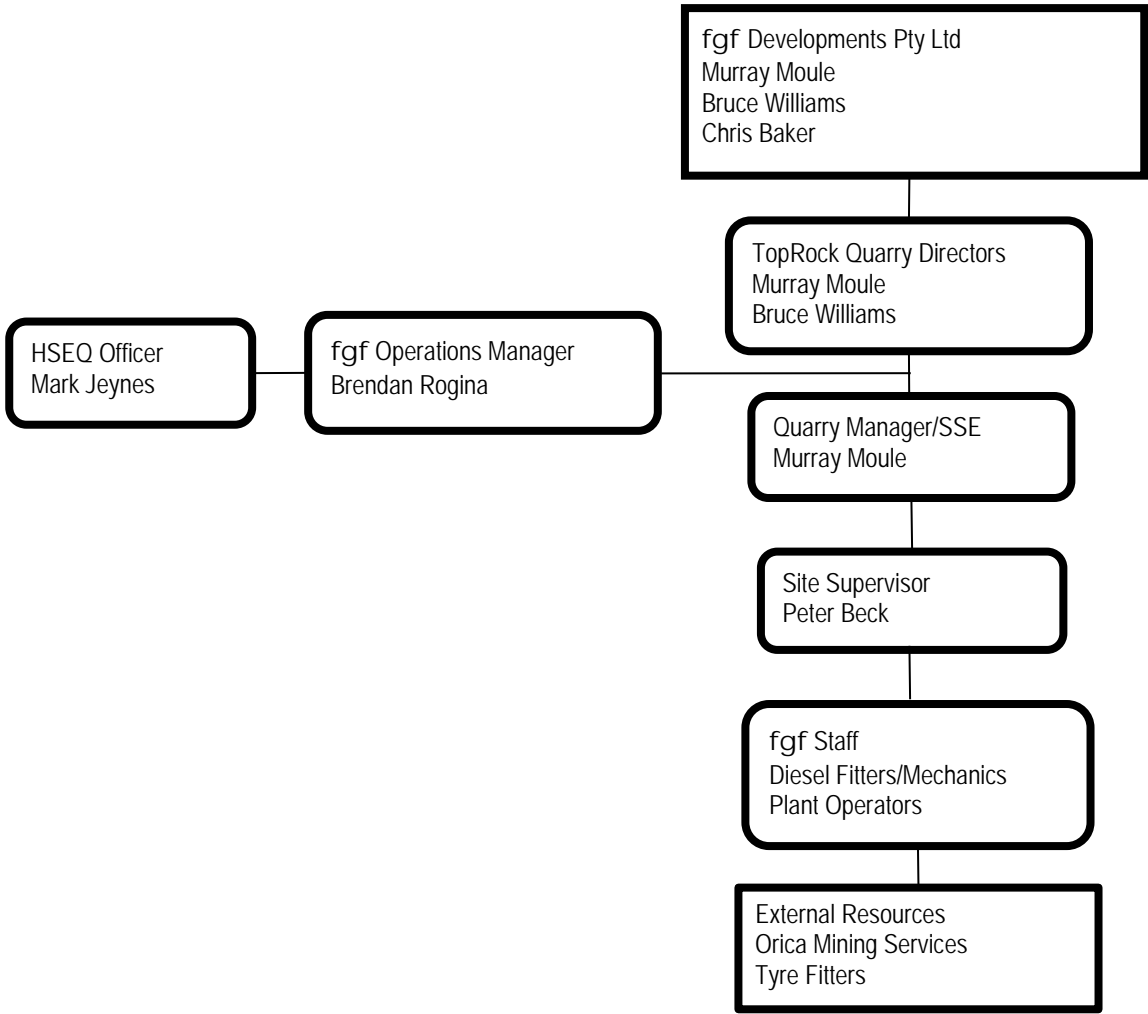 fgf Developments Pty Ltd
Murray Moule
Bruce Williams
Chris Baker
TopRock Quarry Directors
Murray Moule
Bruce Williams
HSEQ Officer
Mark Jeynes
fgf Operations Manager
Brendan Rogina
Quarry Manager/SSE
Murray Moule
Site Supervisor
Peter Beck
fgf Staff
Diesel Fitters/Mechanics
Plant Operators
External Resources
Orica Mining Services
Tyre Fitters